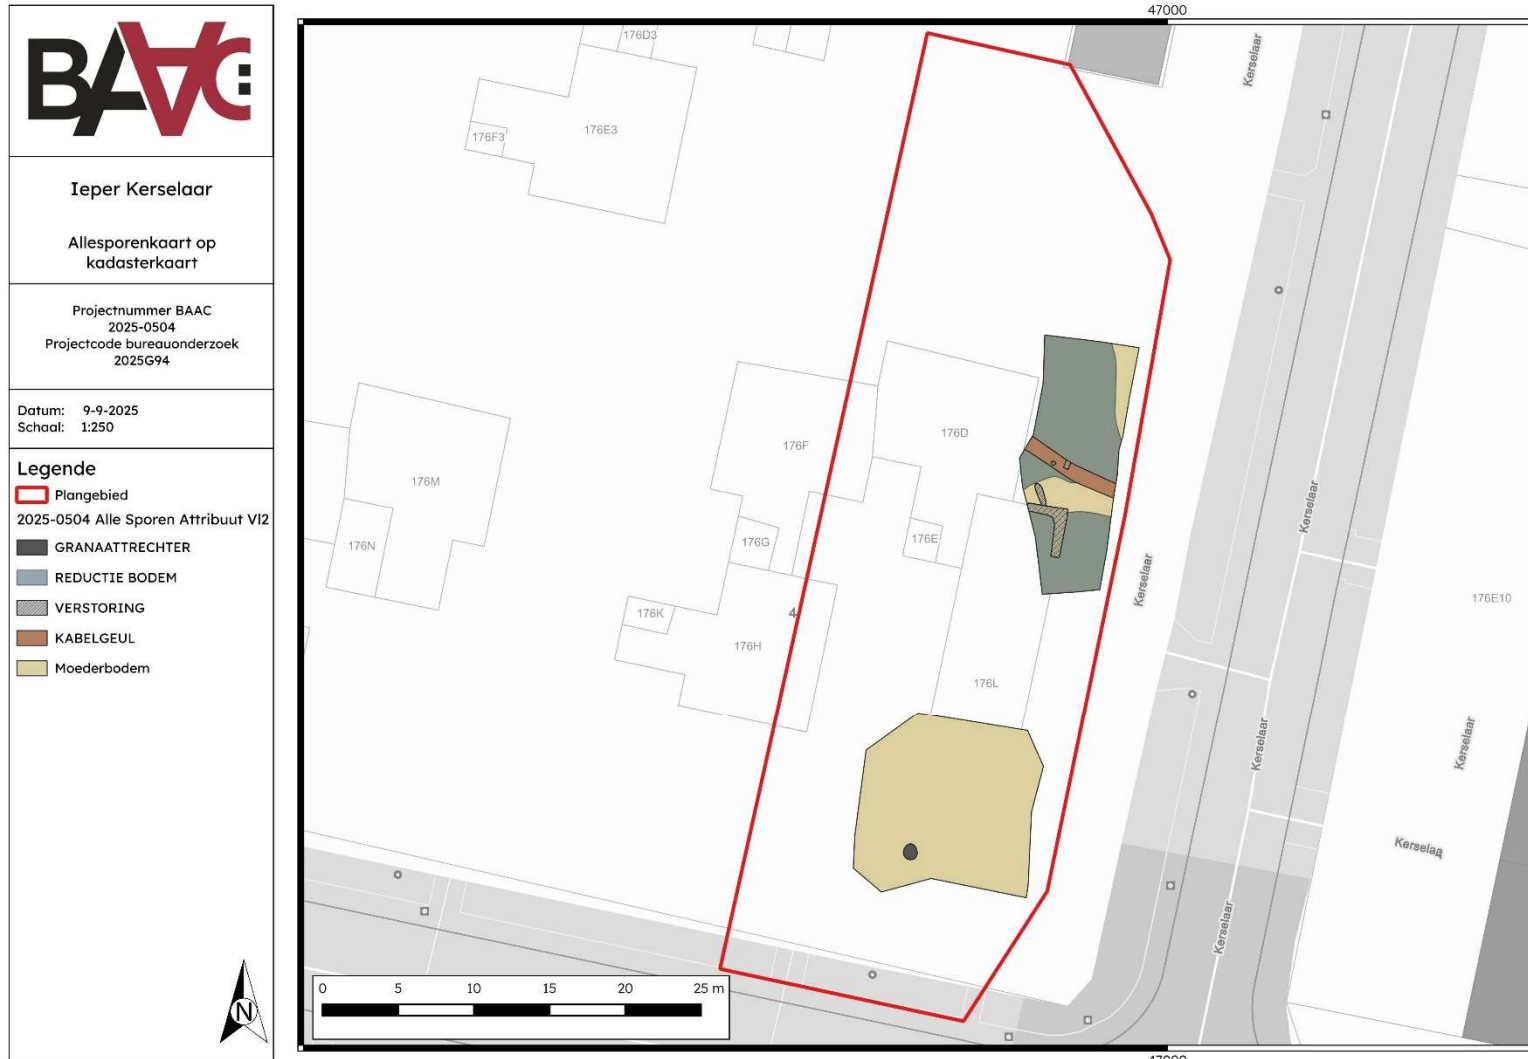 BAAC
Ieper Kerselaar
Allesporenkaart op
kadasterkaart
Projectnummer BAAC
2025-0504
Projectcode bureauonderzoek
2025G94
Datum: 9-9-2025
Schaal: 1:250
Legende
Plangebied
2025-0504 Alle Sporen Attribuut Vl2
GRANAATTRECHTER
REDUCTIE BODEM
VERSTORING
KABELGEUL
Moederbodem
N
47000
176D3
Kerselaar
176E3
176F3
176D
176F
176M
Kerselaar
176G
176E
176N
Kerselaar
176E10
176K
4
176H
176L
Kerselaar
Kerselaar
Kerselaar
Kerselaar
0 5 10 15 20 25 m